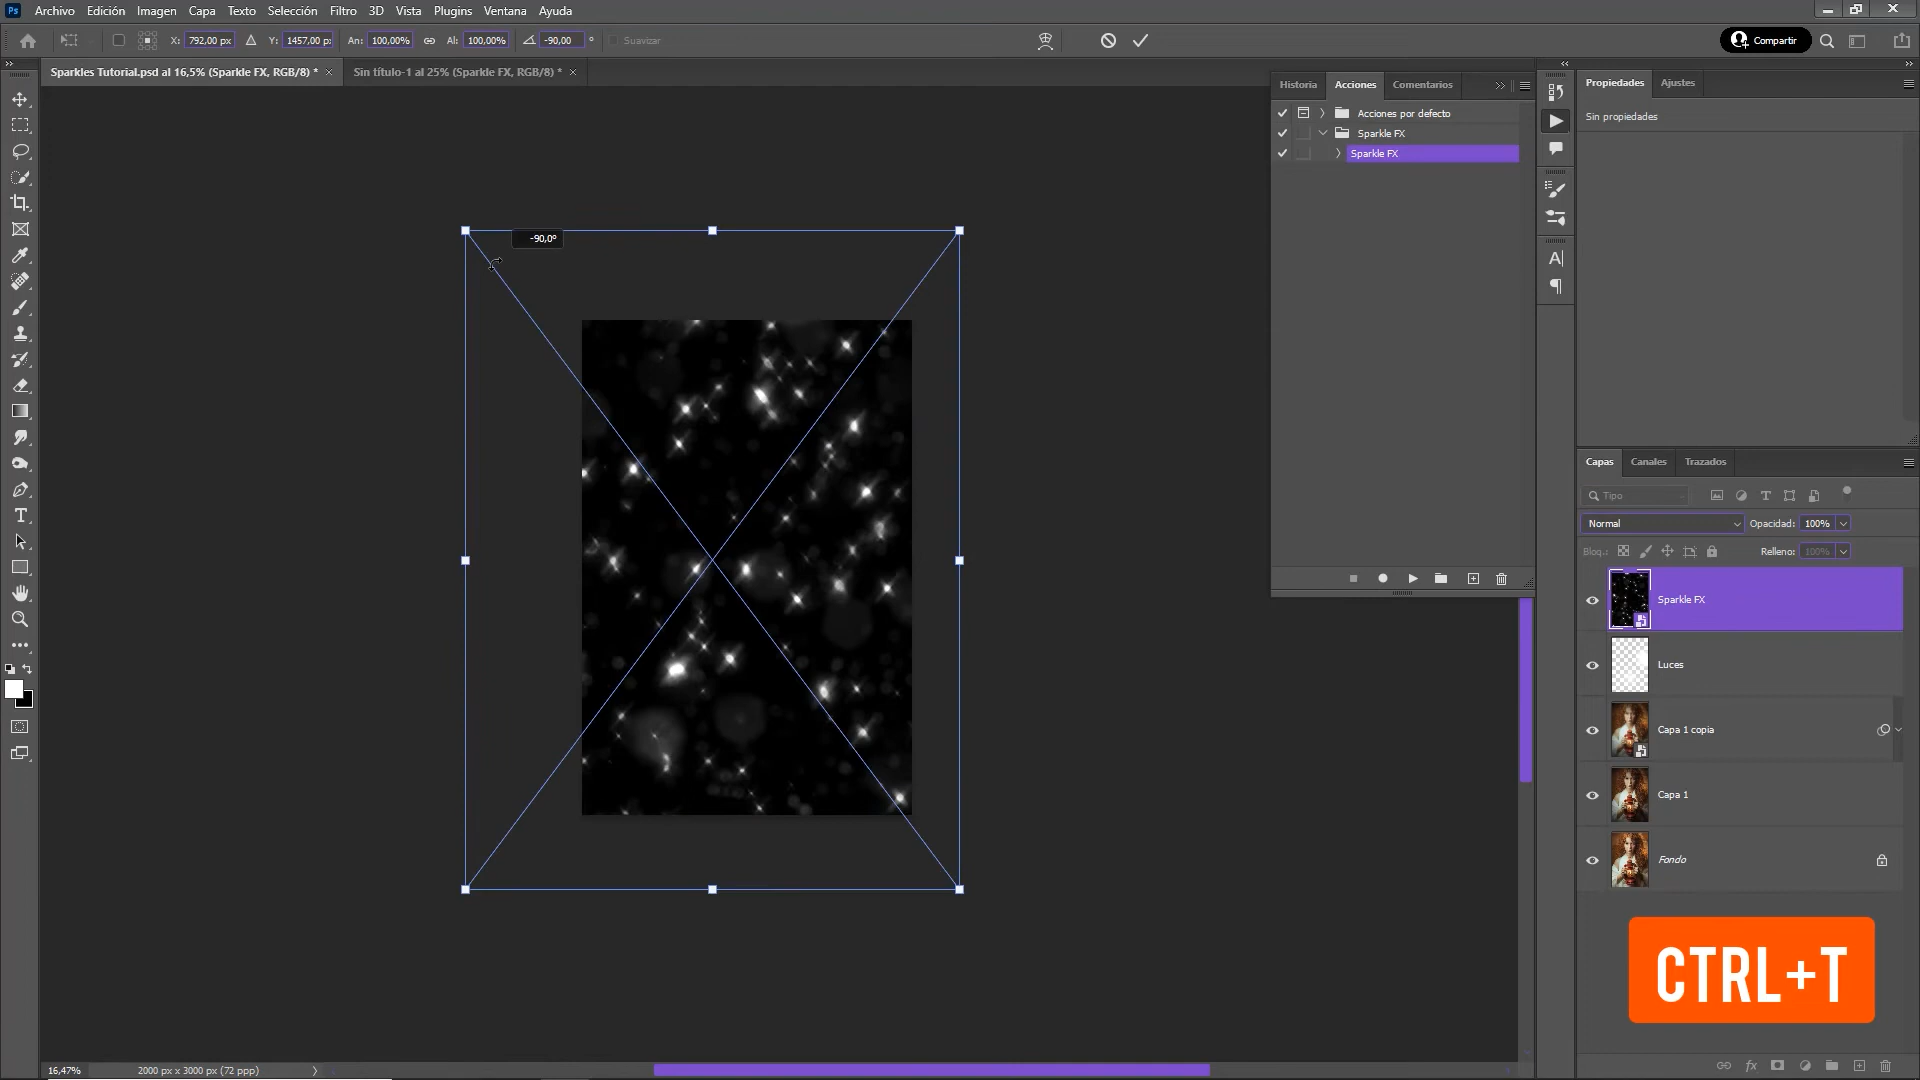 Ps Archivo Edición Imagen Capa Texto Selección Filtro 3D Vista Plugins Ventana Ayuda
X: 792,00 px Y: 1457,00 p: An: 100,00% Al: 100,00% -90,00 ° Suavizar Compartir
Sparkles Tutorial.psd al 16,5% (Sparkle FX, RGB/8) * × Sin título-1 al 25% (Sparkle FX, RGB/8) * ×
Historia Acciones Comentarios
Acciones por defecto
Sparkle FX
Sparkle FX
Propiedades Ajustes
Sin propiedades
-90,0°
Capas Canales Trazados
Tipo
Normal Opacidad: 100%
Bloq.: Relleno: 100%
Sparkle FX
Luces
Capa 1 copia
Capa 1
Fondo
CTRL+T
16,47% 2000 px x 3000 px (72 ppp)